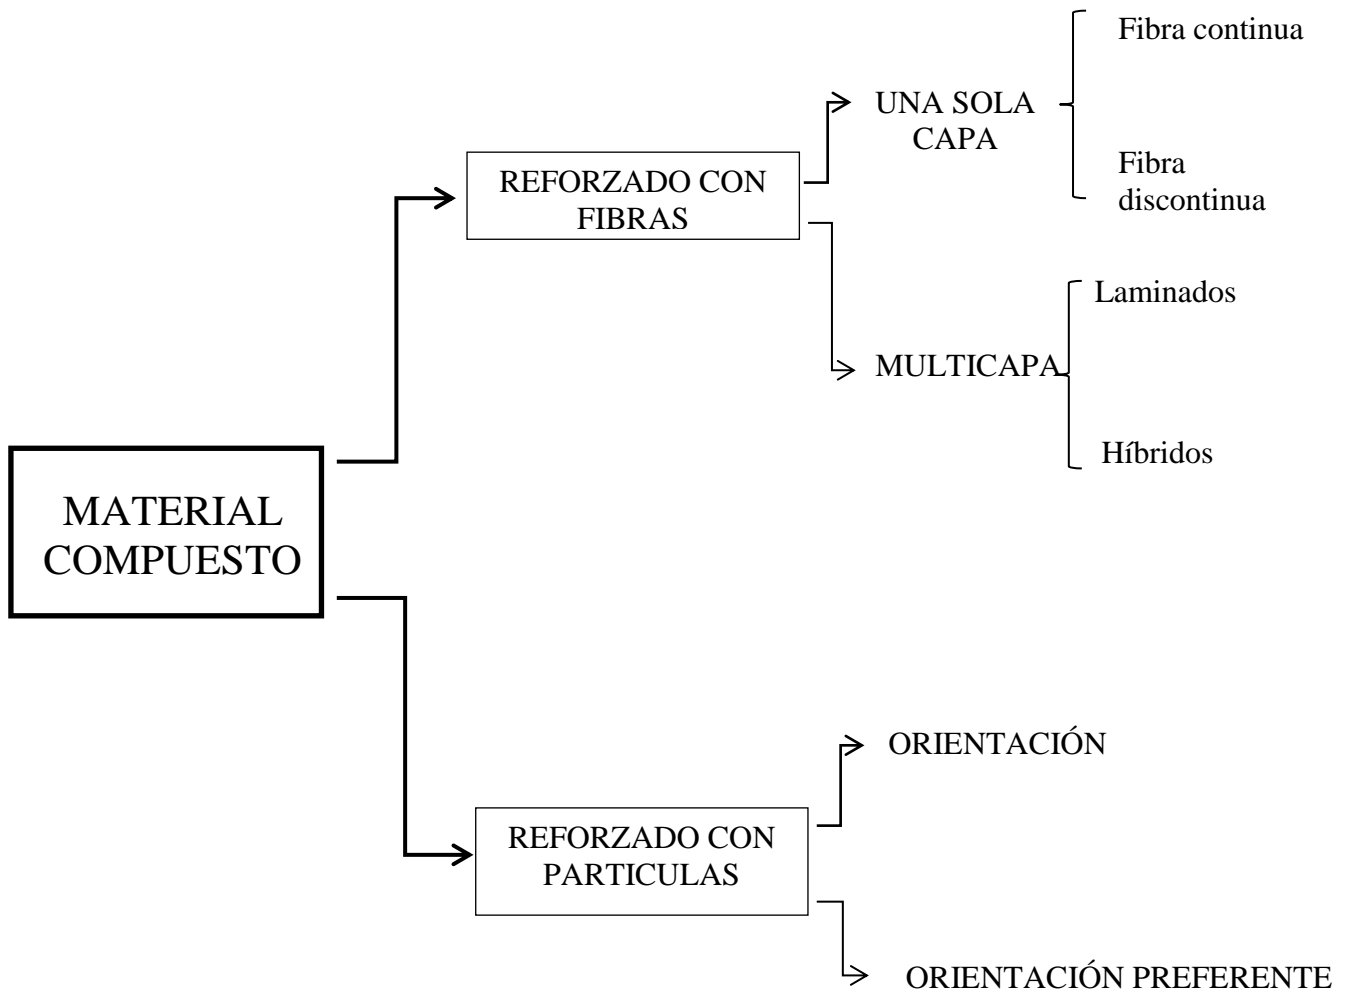 Fibra continua
UNA SOLA
CAPA
Fibra
discontinua
REFORZADO CON
FIBRAS
Laminados
MULTICAPA
Híbridos
MATERIAL
COMPUESTO
ORIENTACIÓN
REFORZADO CON
PARTICULAS
ORIENTACIÓN PREFERENTE